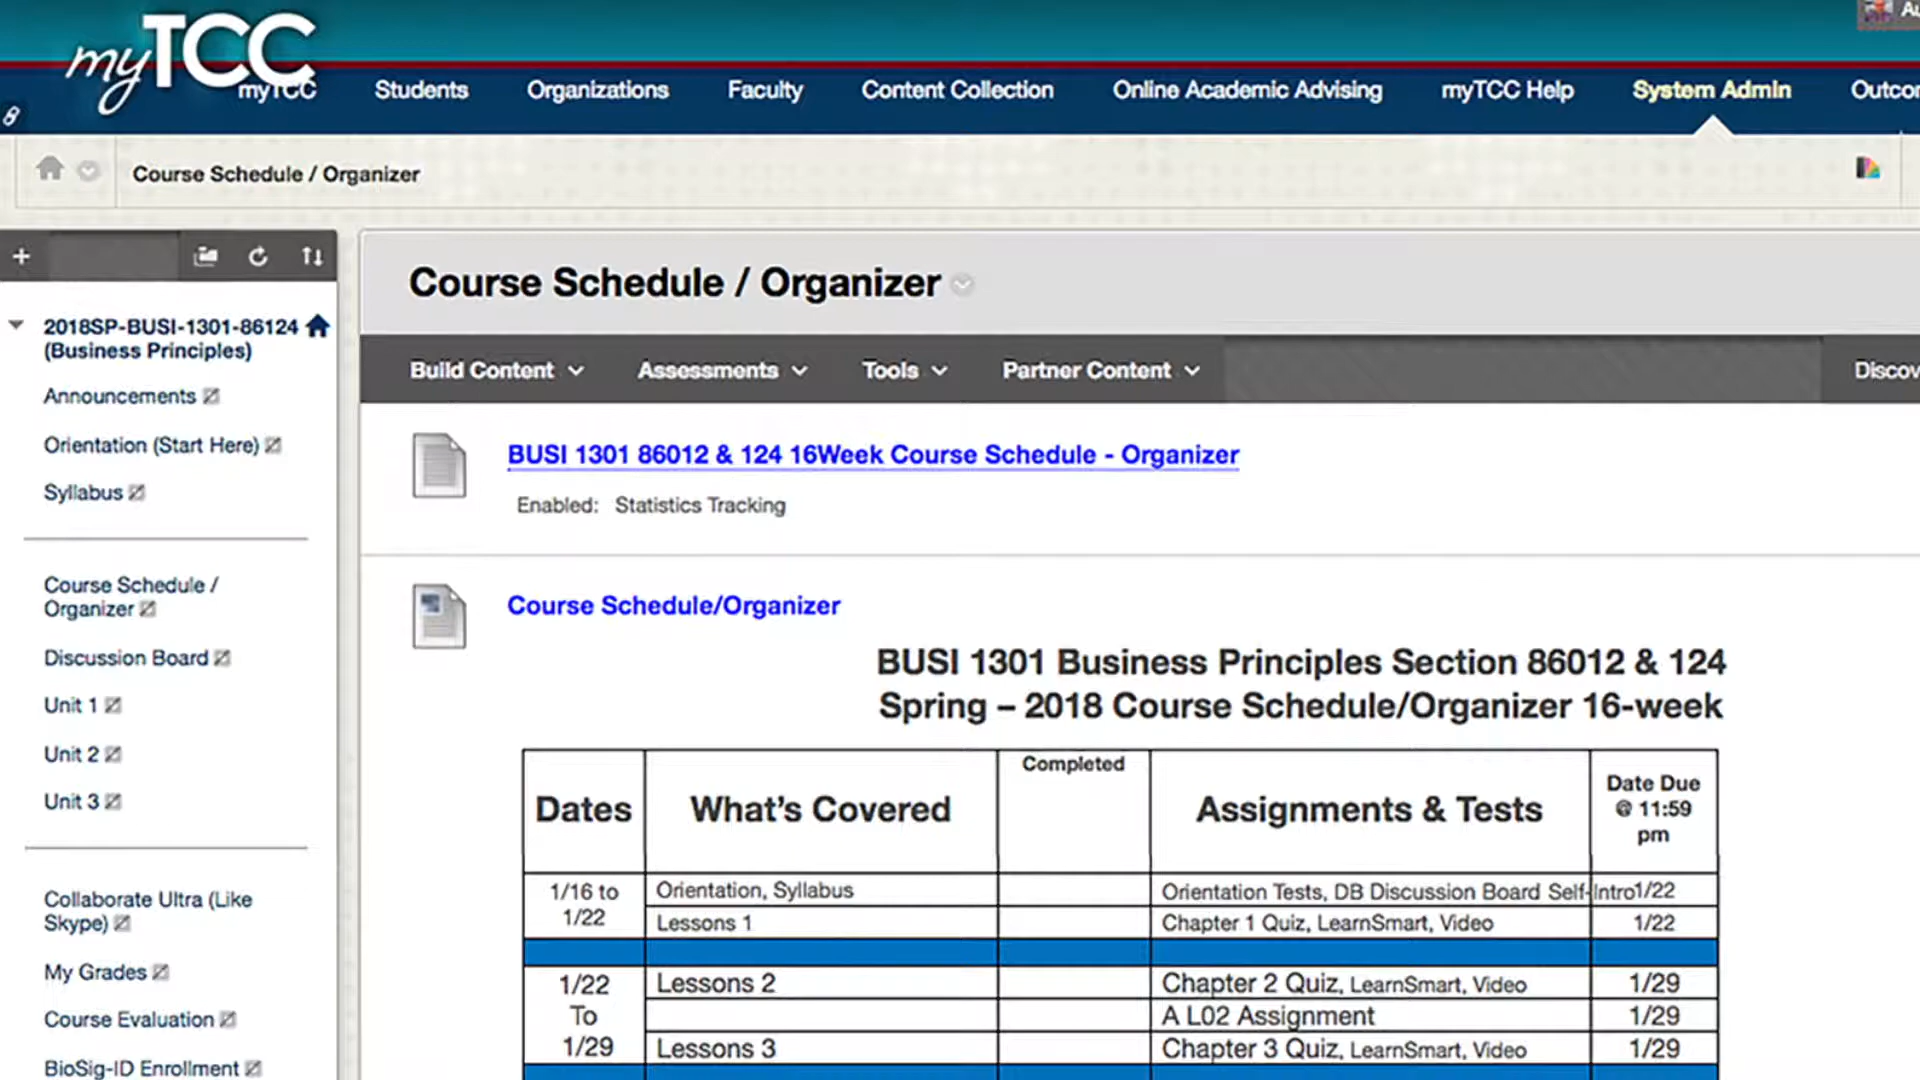 myTCC
myTCC Students Organizations Faculty Content Collection Online Academic Advising myTCC Help System Admin
Course Schedule / Organizer
2018SP-BUSI-1301-86124
(Business Principles)
Announcements
Orientation (Start Here)
Syllabus
Course Schedule /
Organizer
Discussion Board
Unit 1
Unit 2
Unit 3
Collaborate Ultra (Like
Skype)
My Grades
Course Evaluation
BioSig-ID Enrollment
Course Schedule / Organizer
Build Content Assessments Tools Partner Content Discov
BUSI 1301 86012 & 124 16Week Course Schedule - Organizer
Enabled: Statistics Tracking
Course Schedule/Organizer
BUSI 1301 Business Principles Section 86012 & 124
Spring – 2018 Course Schedule/Organizer 16-week
Dates What's Covered Completed Assignments & Tests Date Due
@ 11:59
pm
1/16 to
1/22
Orientation, Syllabus Orientation Tests, DB Discussion Board Self-Intro 1/22
Lessons 1 Chapter 1 Quiz, LearnSmart, Video 1/22
1/22
To
1/29
Lessons 2 Chapter 2 Quiz, LearnSmart, Video 1/29
A L02 Assignment 1/29
Lessons 3 Chapter 3 Quiz, LearnSmart, Video 1/29